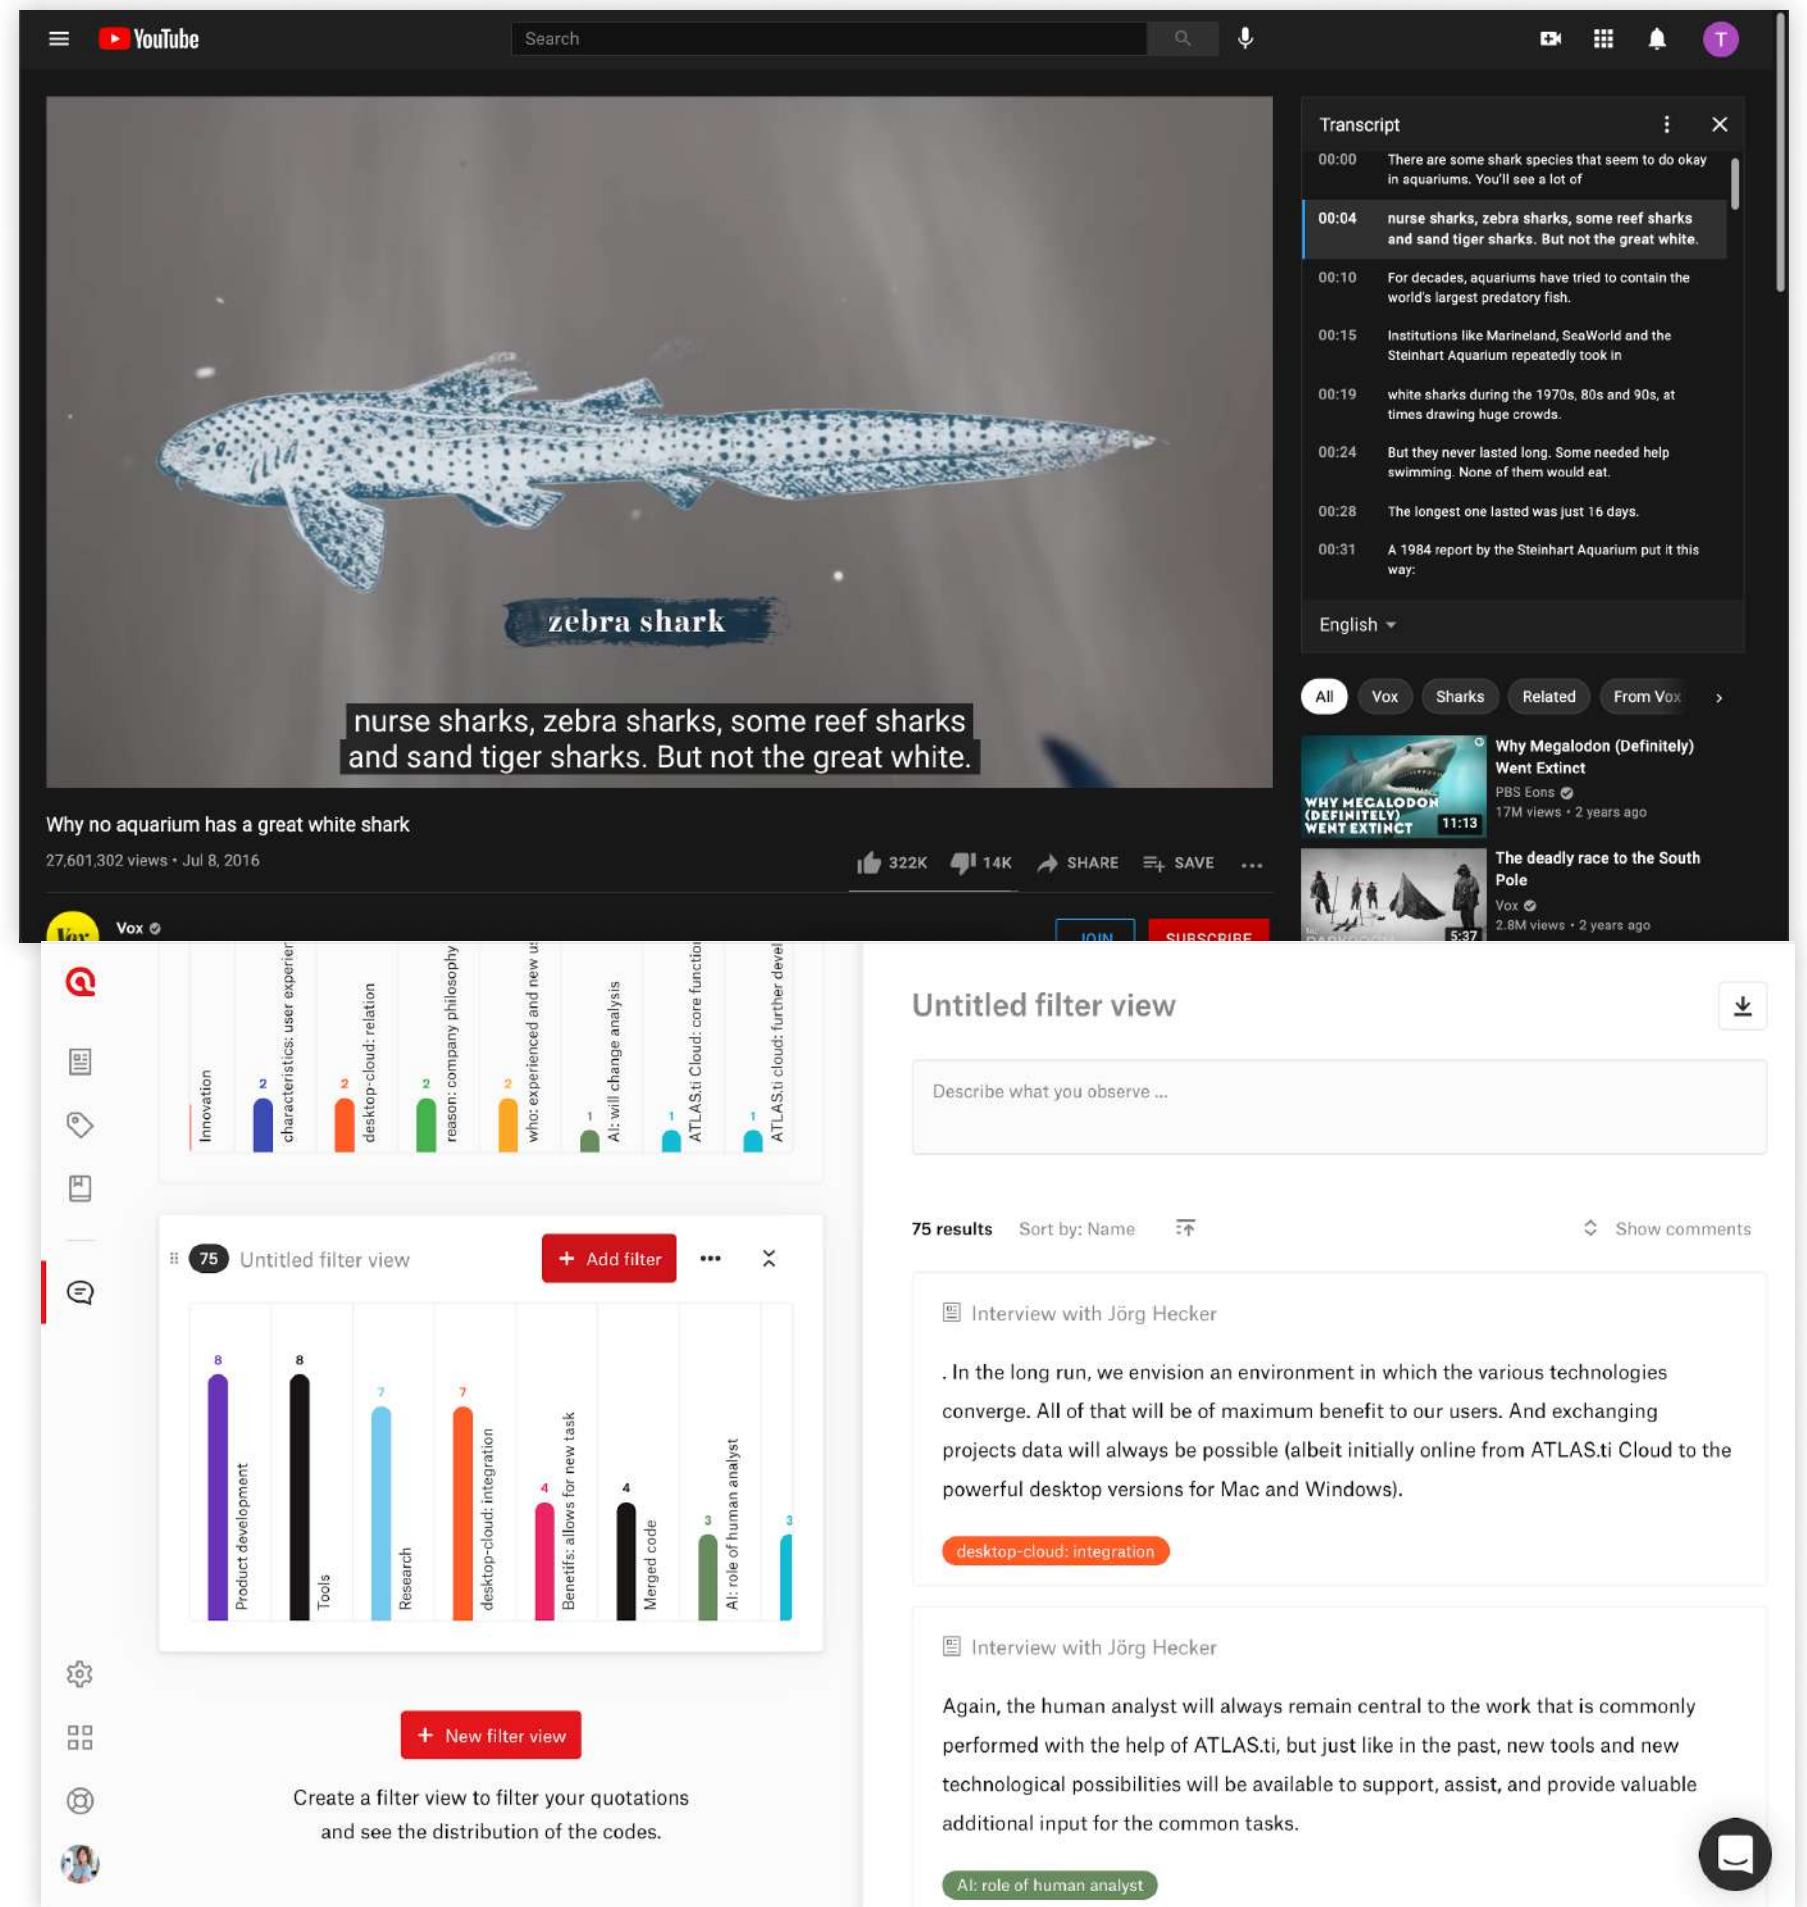 YouTube
Search
T
zebra shark
nurse sharks, zebra sharks, some reef sharks
and sand tiger sharks. But not the great white.
Why no aquarium has a great white shark
27,601,302 views • Jul 8, 2016
322K
14K
SHARE
SAVE
Vox
Vox
JOIN
SUBSCRIBE
Transcript
00:00
There are some shark species that seem to do okay
in aquariums. You'll see a lot of
00:04
nurse sharks, zebra sharks, some reef sharks
and sand tiger sharks. But not the great white.
00:10
For decades, aquariums have tried to contain the
world's largest predatory fish.
00:15
Institutions like Marineland, SeaWorld and the
Steinhart Aquarium repeatedly took in
00:19
white sharks during the 1970s, 80s and 90s, at
times drawing huge crowds.
00:24
But they never lasted long. Some needed help
swimming. None of them would eat.
00:28
The longest one lasted was just 16 days.
00:31
A 1984 report by the Steinhart Aquarium put it this
way:
English
All
Vox
Sharks
Related
From Vox
WHY MEGALODON
(DEFINITELY)
WENT EXTINCT
11:13
Why Megalodon (Definitely)
Went Extinct
PBS Eons
17M views • 2 years ago
DARKROOM
5:37
The deadly race to the South
Pole
Vox
2.8M views • 2 years ago
Innovation
2
characteristics: user experien
2
desktop-cloud: relation
2
reason: company philosophy
2
who: experienced and new us
1
AI: will change analysis
1
ATLAS.ti Cloud: core function
1
ATLAS.ti cloud: further devel
75
Untitled filter view
+ Add filter
8
Product development
8
Tools
7
Research
7
desktop-cloud: integration
4
Benetifs: allows for new task
4
Merged code
3
AI: role of human analyst
3
+ New filter view
Create a filter view to filter your quotations
and see the distribution of the codes.
Untitled filter view
Describe what you observe ...
75 results
Sort by: Name
Show comments
Interview with Jörg Hecker
. In the long run, we envision an environment in which the various technologies
converge. All of that will be of maximum benefit to our users. And exchanging
projects data will always be possible (albeit initially online from ATLAS.ti Cloud to the
powerful desktop versions for Mac and Windows).
desktop-cloud: integration
Interview with Jörg Hecker
Again, the human analyst will always remain central to the work that is commonly
performed with the help of ATLAS.ti, but just like in the past, new tools and new
technological possibilities will be available to support, assist, and provide valuable
additional input for the common tasks.
AI: role of human analyst